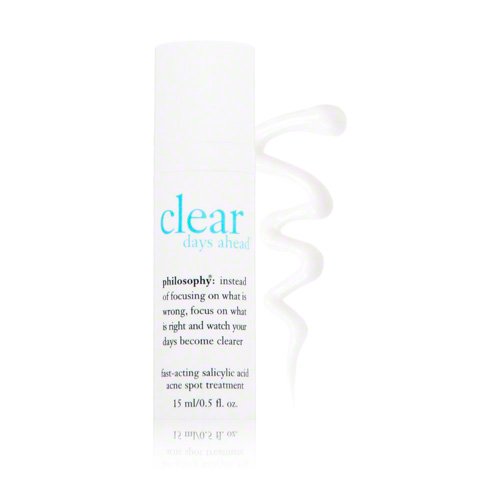 clear
days ahead™
philosophy®: instead
of focusing on what is
wrong, focus on what
is right and watch your
days become clearer
fast-acting salicylic acid
acne spot treatment
15 ml/0.5 fl. oz.